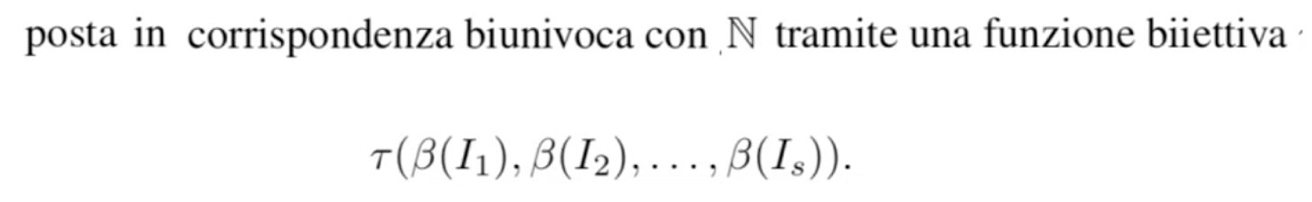 posta in corrispondenza biunivoca con ℕ tramite una funzione biiettiva
τ(β(I₁), β(I₂), . . . , β(Iₛ)).